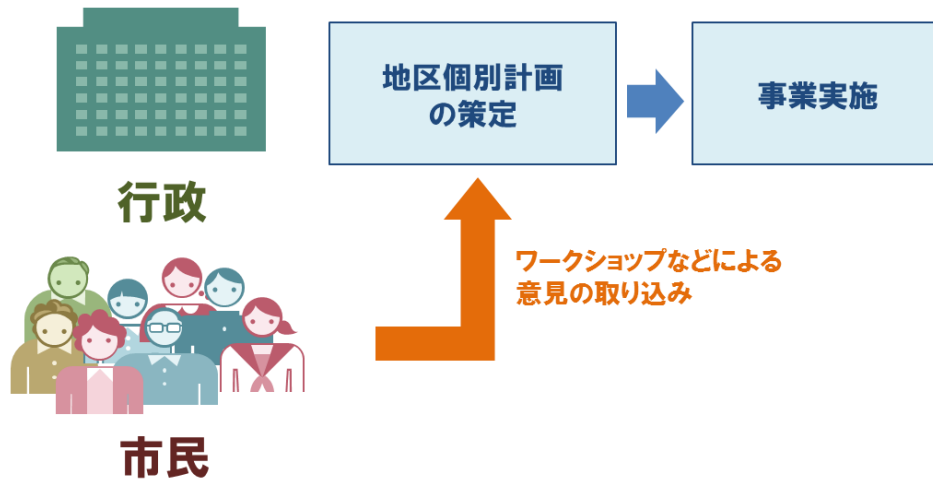 地区個別計画
の策定
事業実施
行政
ワークショップなどによる
意見の取り込み
市民